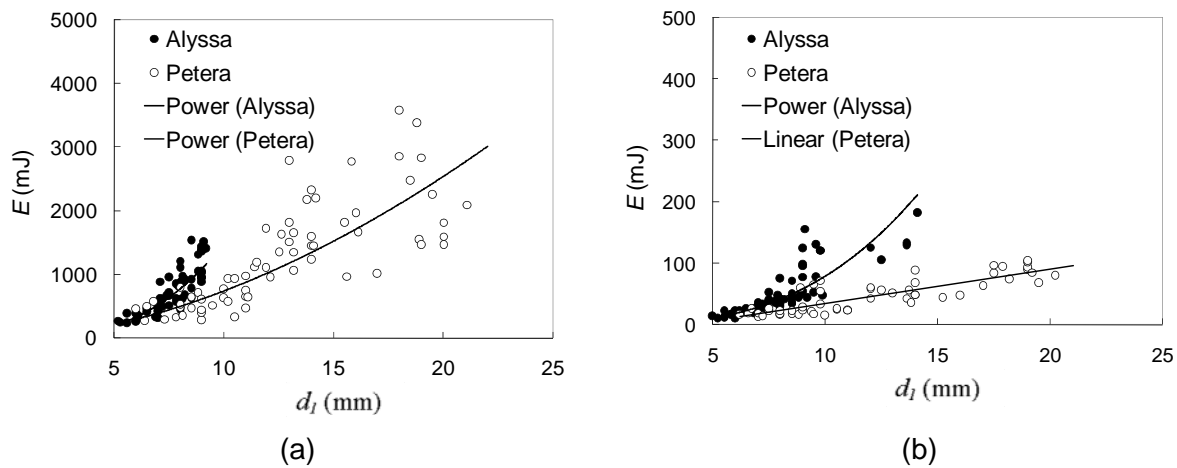 5000
4000
3000
2000
1000
0
E (mJ)
Alyssa
Petera
Power (Alyssa)
Power (Petera)
5 10 15 20 25
d1 (mm)
(a)
500
400
300
200
100
0
E (mJ)
Alyssa
Petera
Power (Alyssa)
Linear (Petera)
5 10 15 20 25
d1 (mm)
(b)